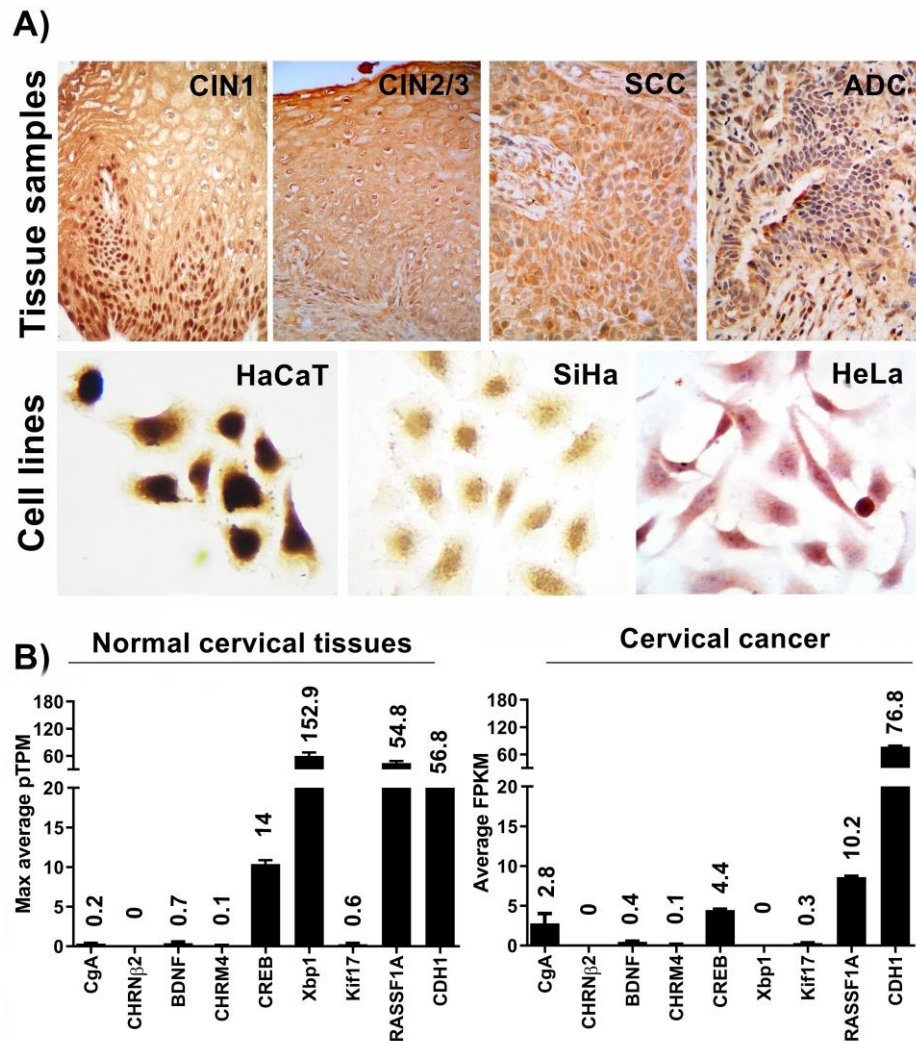 A)
Tissue samples
CIN1
CIN2/3
SCC
ADC
Cell lines
HaCaT
SiHa
HeLa
B)
Normal cervical tissues
Max average pTPM
180
120
60
20
15
10
5
0
0.2
0
0.7
0.1
14
152.9
0.6
54.8
56.8
CgA
CHRNβ2
BDNF
CHRM4
CREB
Xbp1
Kif17
RASSF1A
CDH1
Cervical cancer
Average FPKM
180
120
60
20
15
10
5
0
2.8
0
0.4
0.1
4.4
0
0.3
10.2
76.8
CgA
CHRNβ2
BDNF
CHRM4
CREB
Xbp1
Kif17
RASSF1A
CDH1